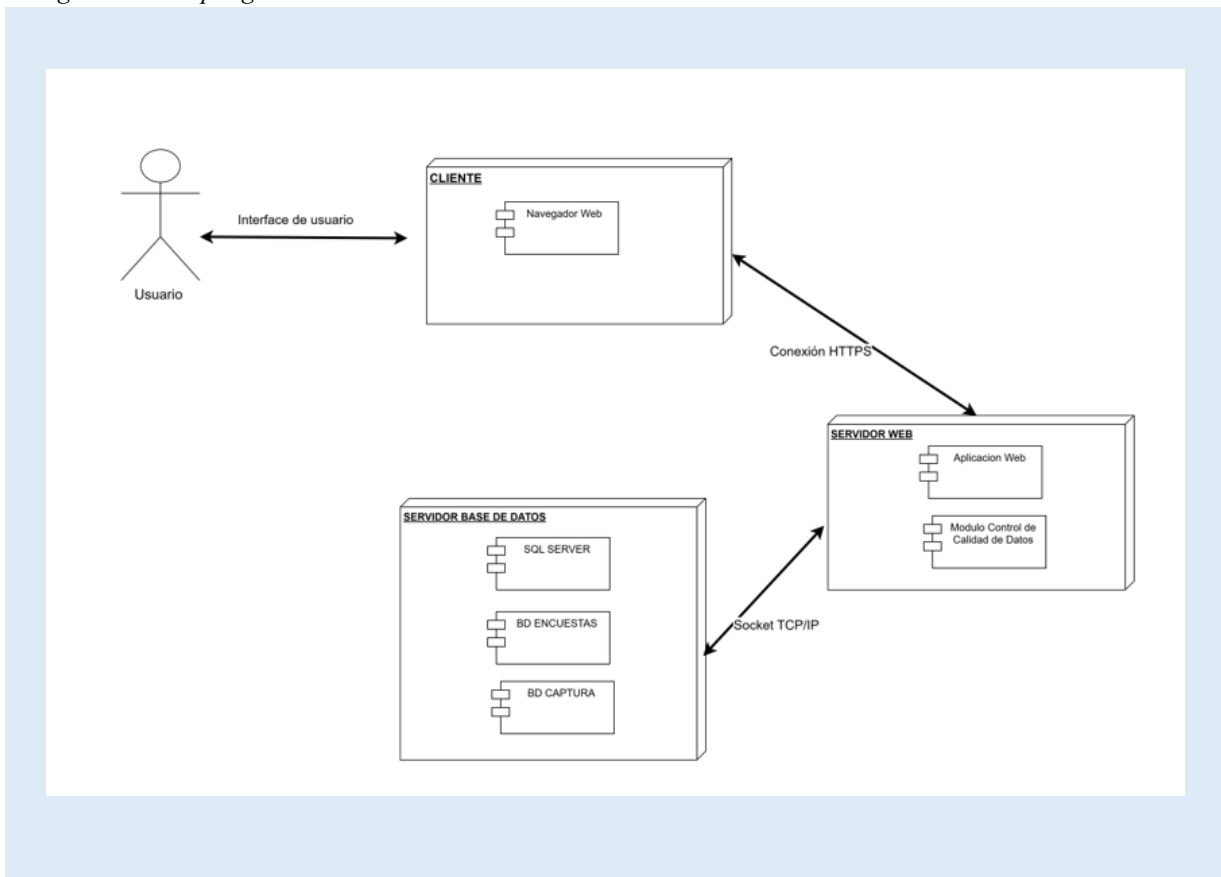 CLIENTE
Navegador Web
Interface de usuario
Usuario
Conexión HTTPS
SERVIDOR WEB
Aplicacion Web
Modulo Control de
Calidad de Datos
SERVIDOR BASE DE DATOS
SQL SERVER
BD ENCUESTAS
BD CAPTURA
Socket TCP/IP